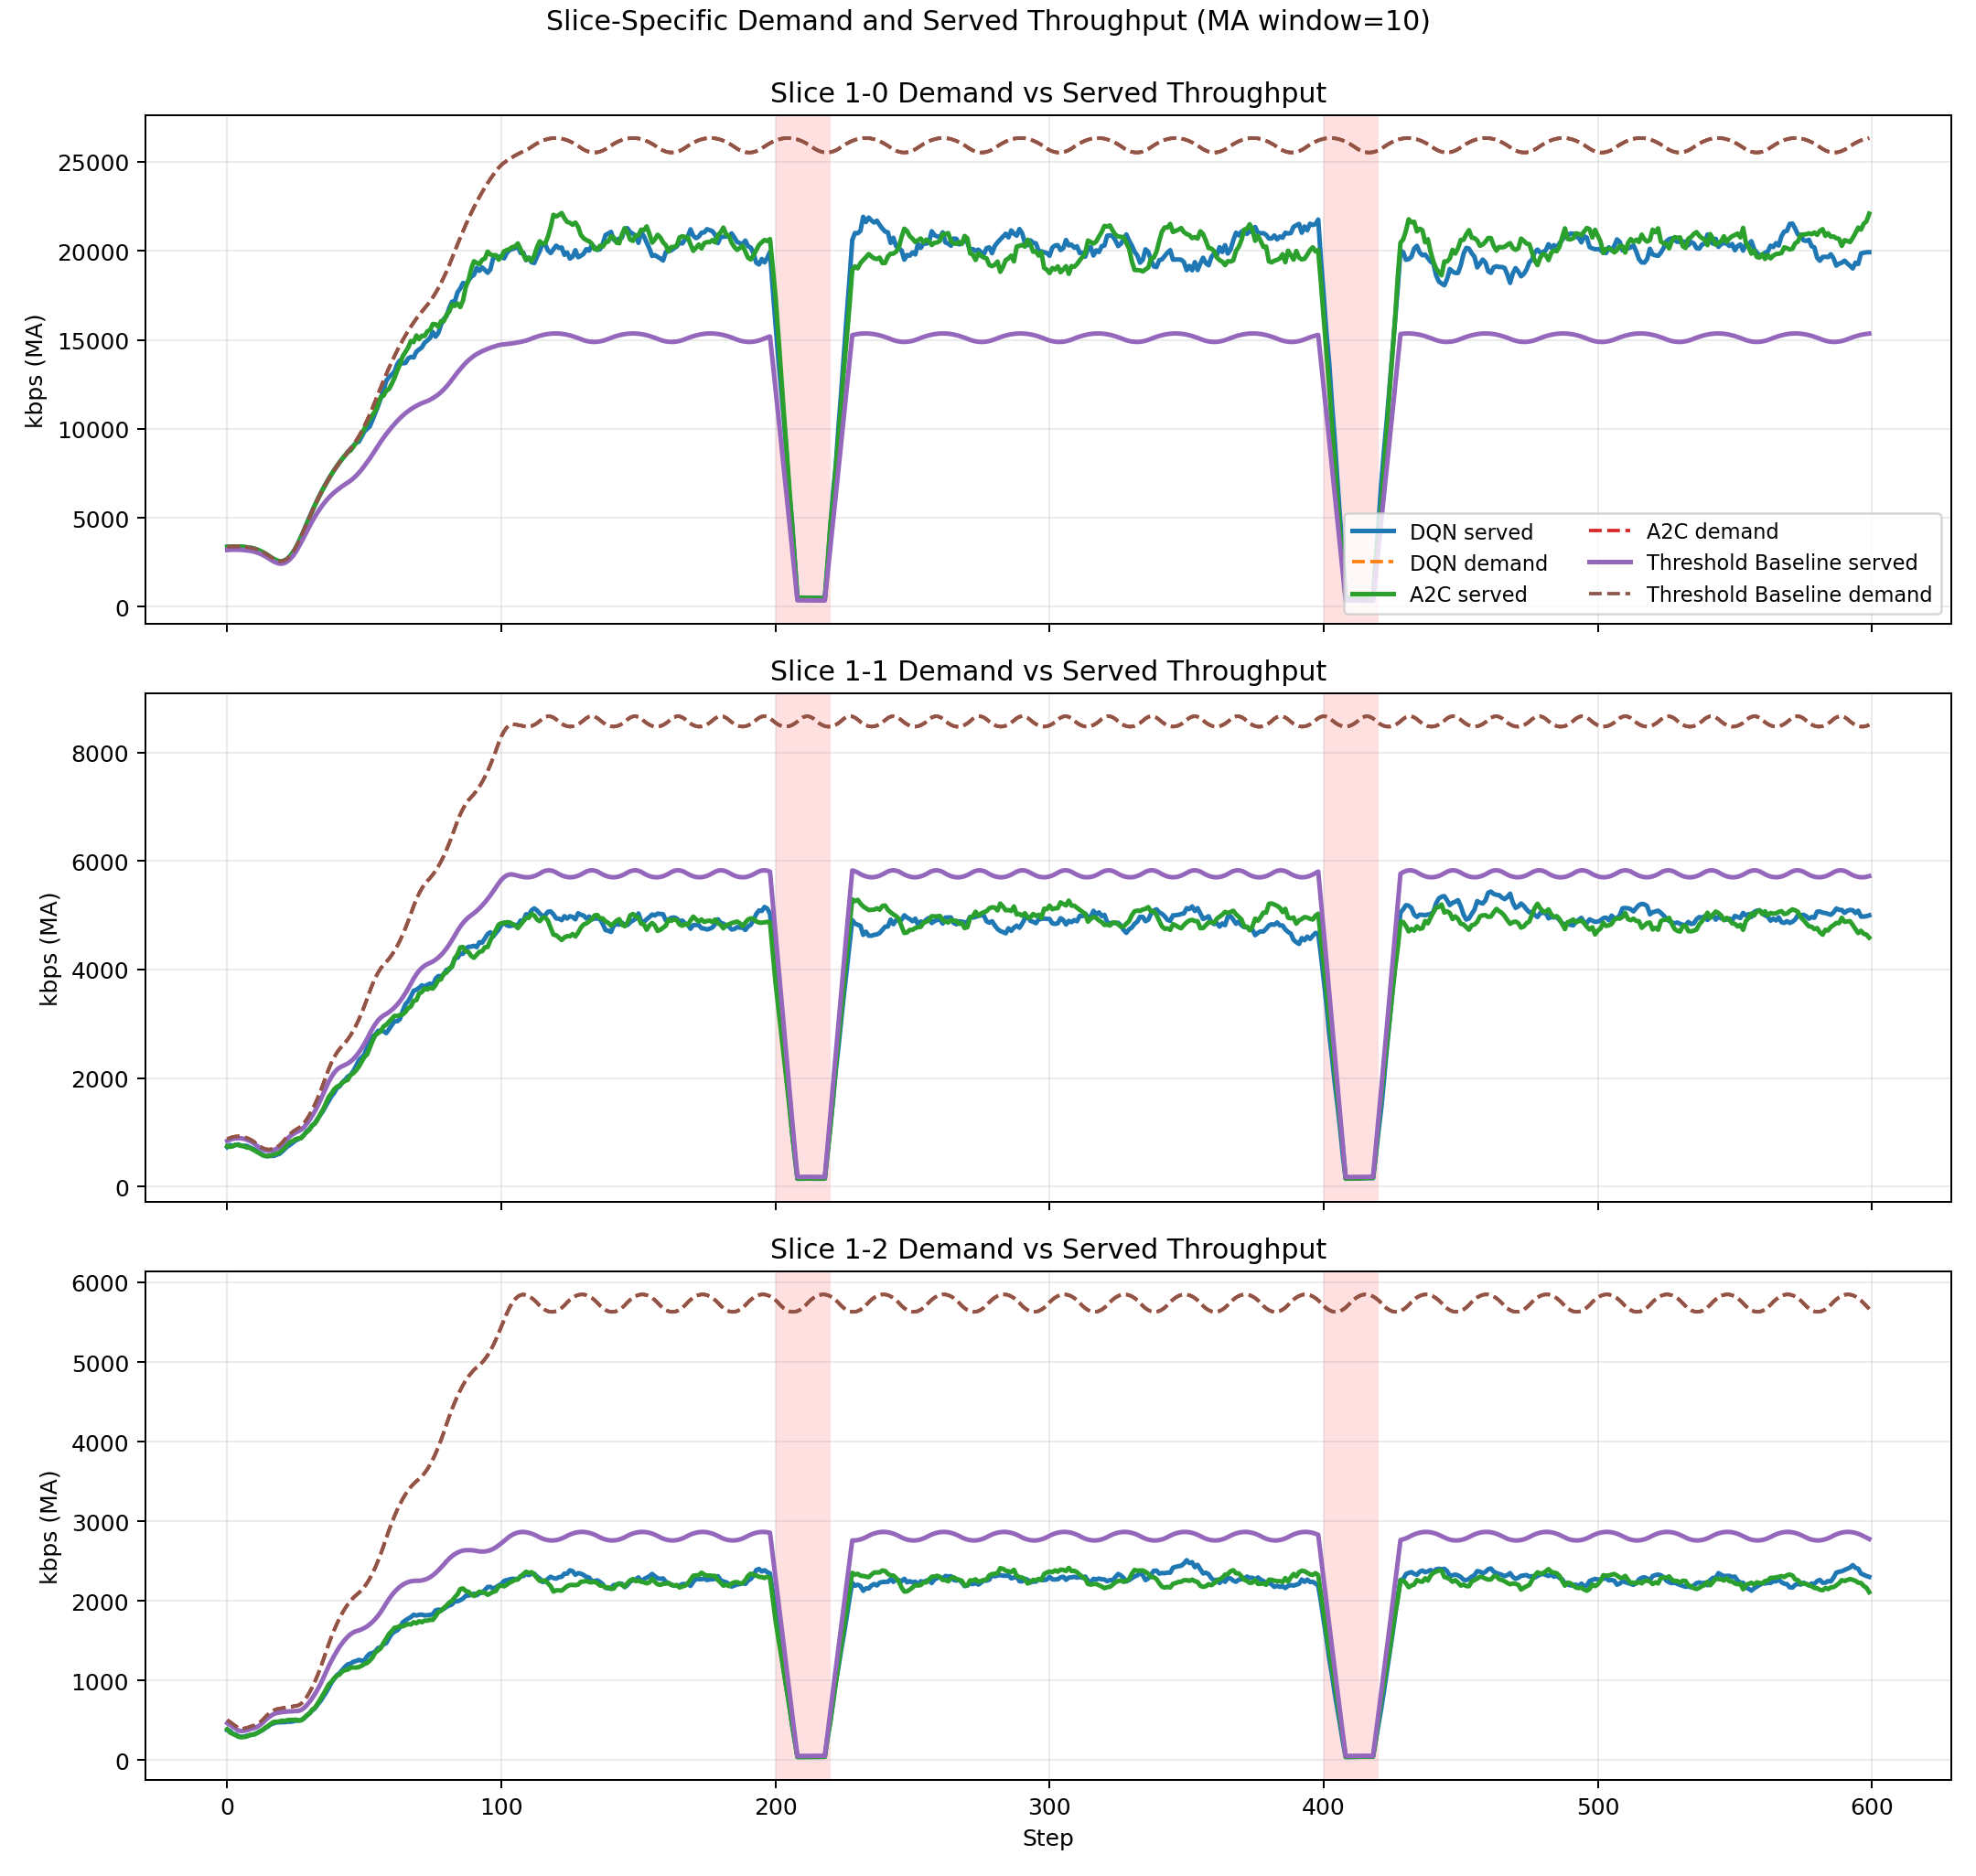 Slice-Specific Demand and Served Throughput (MA window=10)
Slice 1-0 Demand vs Served Throughput
kbps (MA)
25000
20000
15000
10000
5000
0
DQN served
DQN demand
A2C served
A2C demand
Threshold Baseline served
Threshold Baseline demand
Slice 1-1 Demand vs Served Throughput
kbps (MA)
8000
6000
4000
2000
0
Slice 1-2 Demand vs Served Throughput
kbps (MA)
6000
5000
4000
3000
2000
1000
0
0 100 200 300 400 500 600
Step